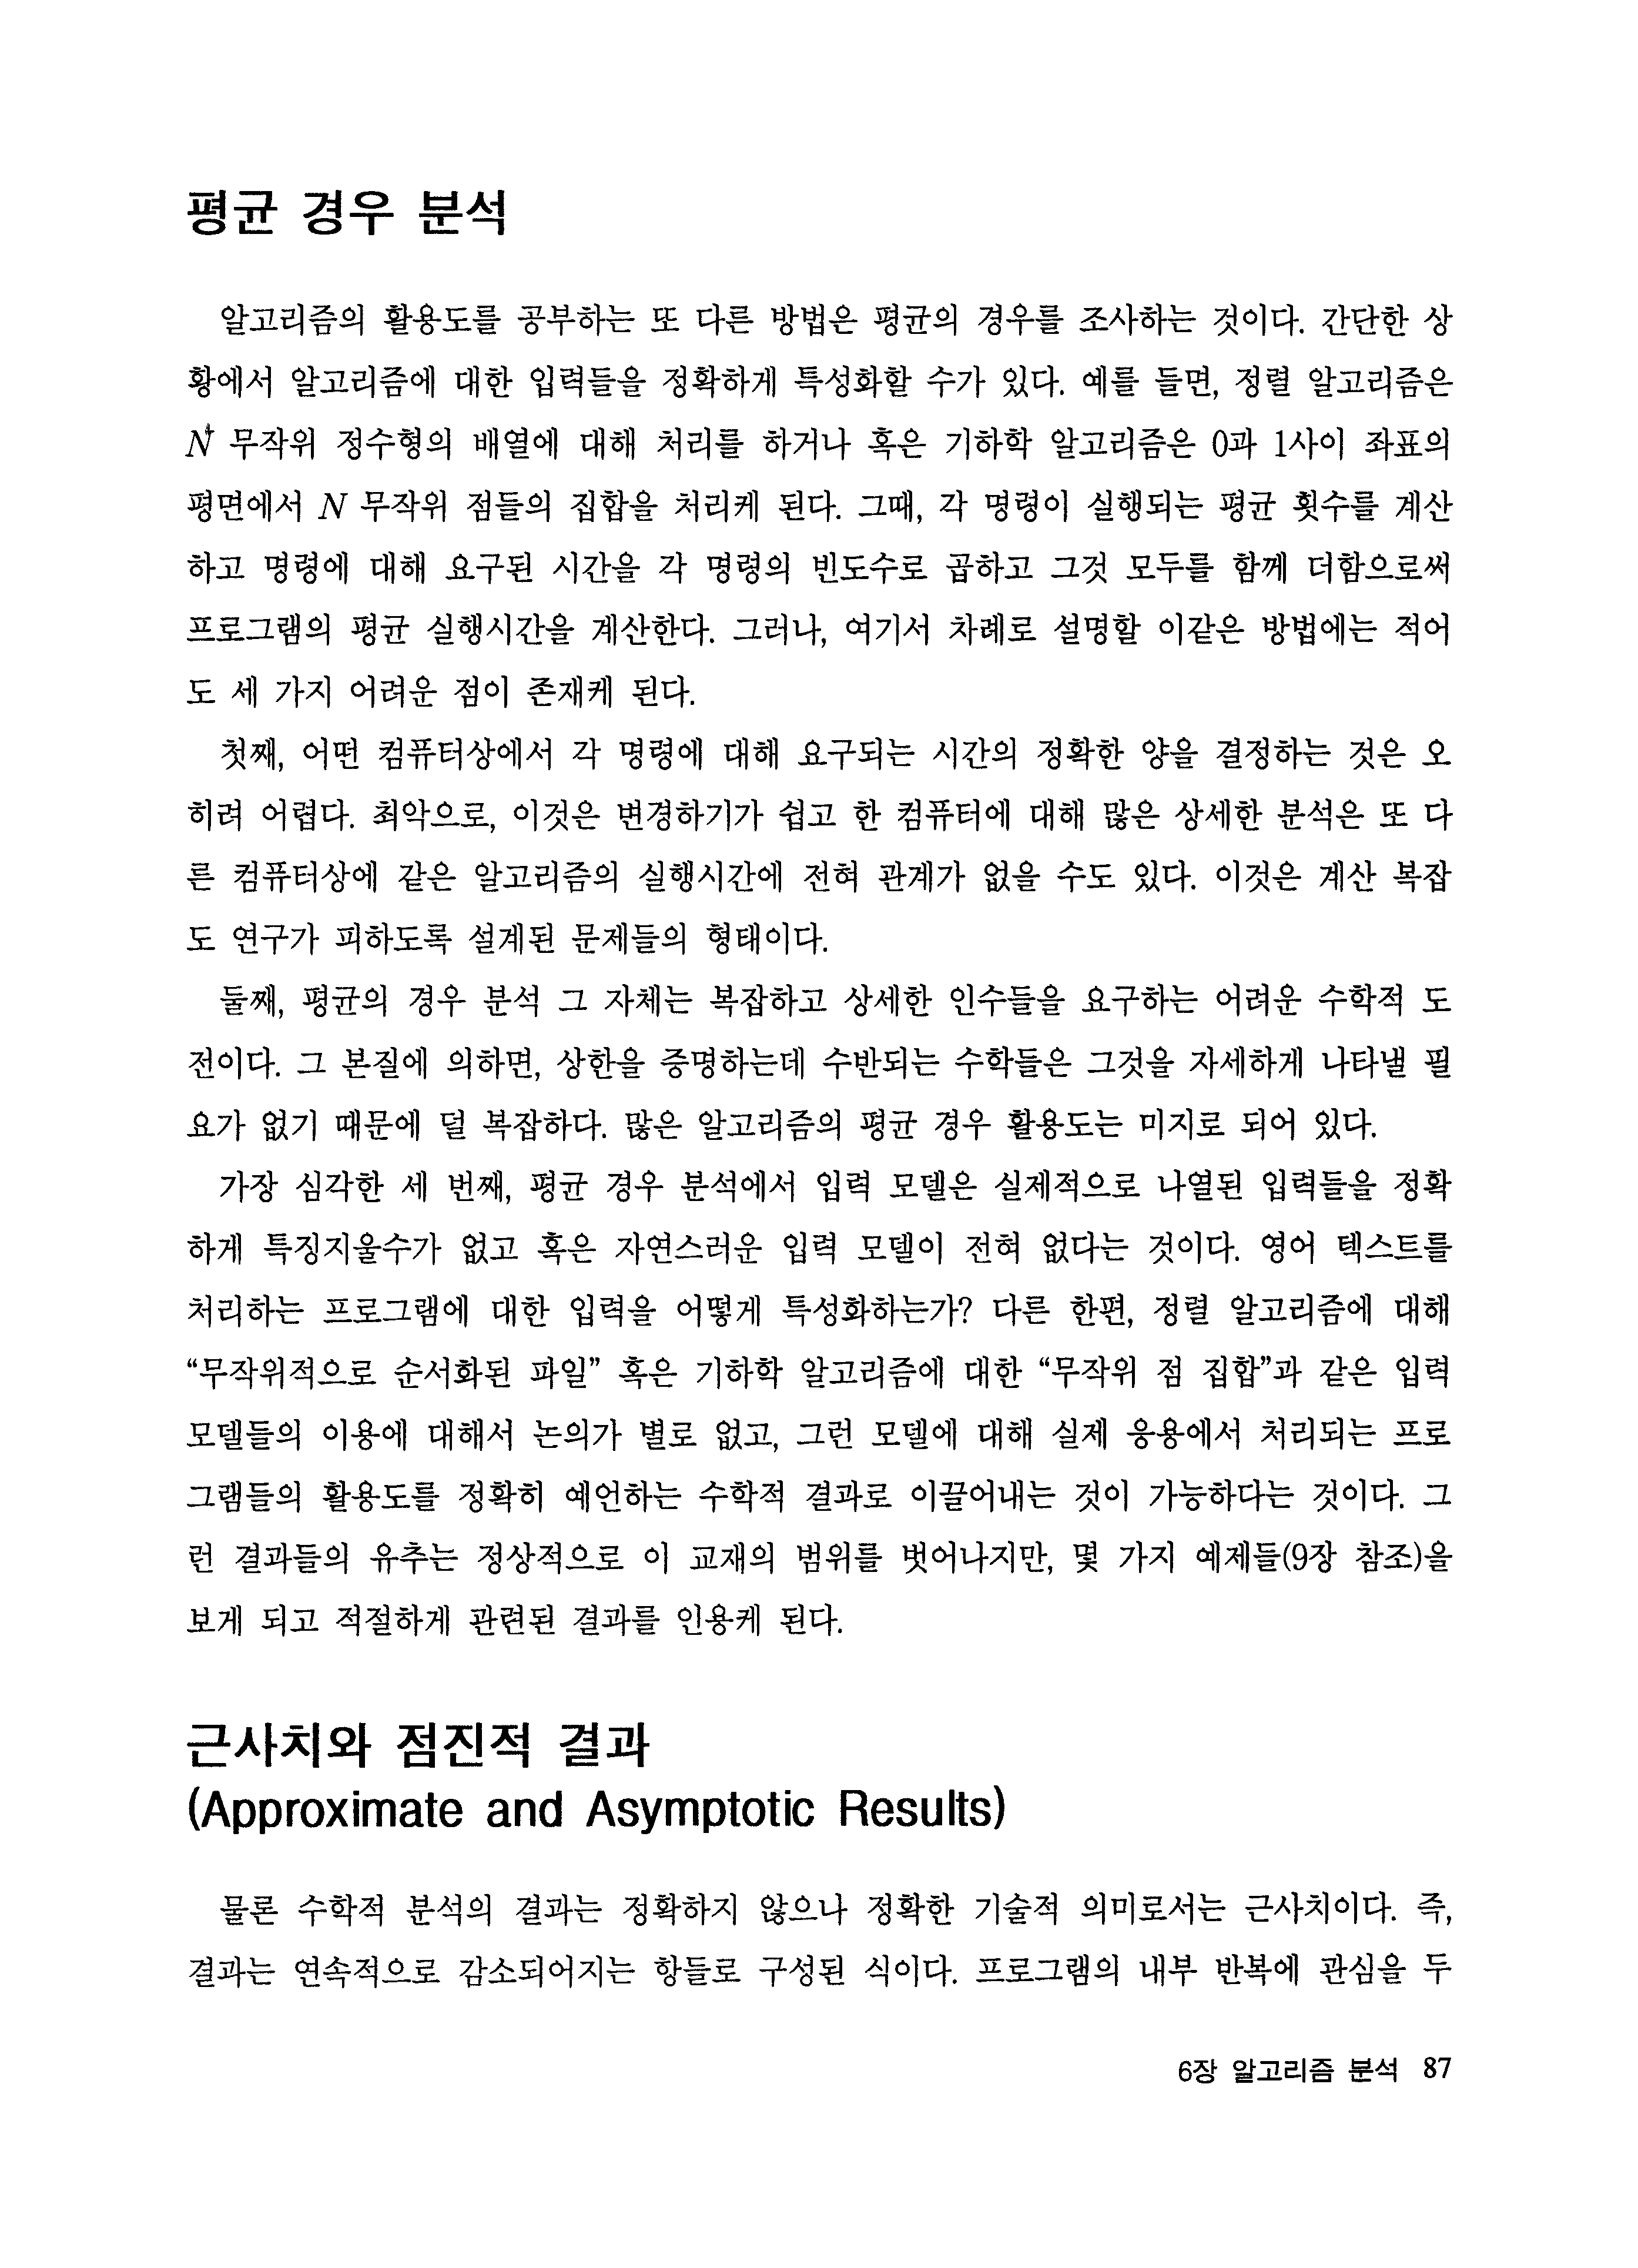 평균 경우 분석
알고리즘의 활용도를 공부하는 또 다른 방법은 평균의 경우를 조사하는 것이다. 간단한 상
황에서 알고리즘에 대한 입력들을 정확하게 특성화할 수가 있다. 예를 들면, 정렬 알고리즘은
N 무작위 정수형의 배열에 대해 처리를 하거나 혹은 기하학 알고리즘은 0과 1사이 좌표의
평면에서 N 무작위 점들의 집합을 처리케 된다. 그때, 각 명령이 실행되는 평균 횟수를 계산
하고 명령에 대해 요구된 시간을 각 명령의 빈도수로 곱하고 그것 모두를 함께 더함으로써
프로그램의 평균 실행시간을 계산한다. 그러나, 여기서 차례로 설명할 이같은 방법에는 적어
도 세 가지 어려운 점이 존재케 된다.
첫째, 어떤 컴퓨터상에서 각 명령에 대해 요구되는 시간의 정확한 양을 결정하는 것은 오
히려 어렵다. 최악으로, 이것은 변경하기가 쉽고 한 컴퓨터에 대해 많은 상세한 분석은 또 다
른 컴퓨터상에 같은 알고리즘의 실행시간에 전혀 관계가 없을 수도 있다. 이것은 계산 복잡
도 연구가 피하도록 설계된 문제들의 형태이다.
둘째, 평균의 경우 분석 그 자체는 복잡하고 상세한 인수들을 요구하는 어려운 수학적 도
전이다. 그 본질에 의하면, 상한을 증명하는데 수반되는 수학들은 그것을 자세하게 나타낼 필
요가 없기 때문에 덜 복잡하다. 많은 알고리즘의 평균 경우 활용도는 미지로 되어 있다.
가장 심각한 세 번째, 평균 경우 분석에서 입력 모델은 실제적으로 나열된 입력들을 정확
하게 특징지울수가 없고 혹은 자연스러운 입력 모델이 전혀 없다는 것이다. 영어 텍스트를
처리하는 프로그램에 대한 입력을 어떻게 특성화하는가? 다른 한편, 정렬 알고리즘에 대해
“무작위적으로 순서화된 파일” 혹은 기하학 알고리즘에 대한 “무작위 점 집합”과 같은 입력
모델들의 이용에 대해서 논의가 별로 없고, 그런 모델에 대해 실제 응용에서 처리되는 프로
그램들의 활용도를 정확히 예언하는 수학적 결과로 이끌어내는 것이 가능하다는 것이다. 그
런 결과들의 유추는 정상적으로 이 교재의 범위를 벗어나지만, 몇 가지 예제들(9장 참조)을
보게 되고 적절하게 관련된 결과를 인용케 된다.
근사치와 점진적 결과
(Approximate and Asymptotic Results)
물론 수학적 분석의 결과는 정확하지 않으나 정확한 기술적 의미로서는 근사치이다. 즉,
결과는 연속적으로 감소되어지는 항들로 구성된 식이다. 프로그램의 내부 반복에 관심을 두
6장 알고리즘 분석 87